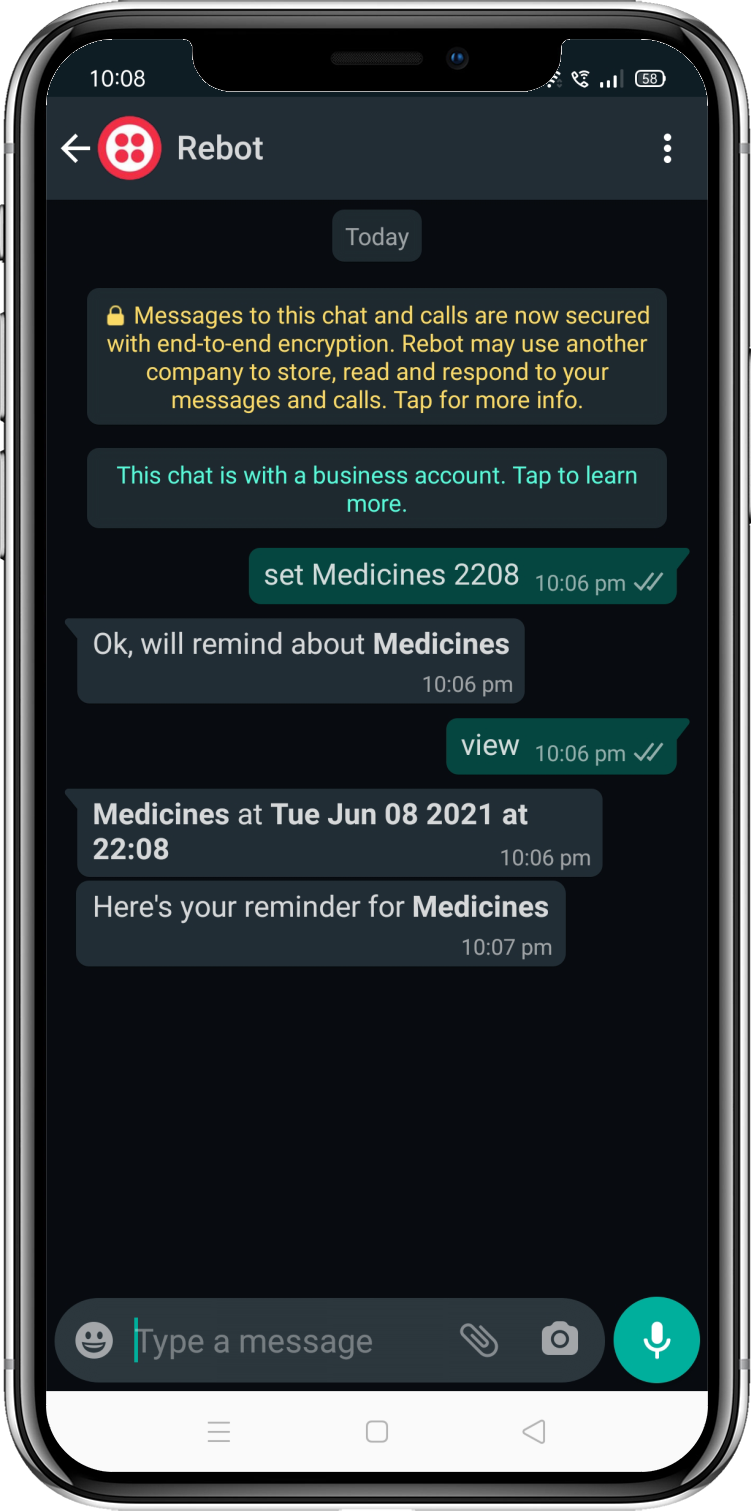 10:08
58
Rebot
Today
Messages to this chat and calls are now secured
with end-to-end encryption. Rebot may use another
company to store, read and respond to your
messages and calls. Tap for more info.
This chat is with a business account. Tap to learn
more.
set Medicines 2208 10:06 pm
Ok, will remind about Medicines
10:06 pm
view 10:06 pm
Medicines at Tue Jun 08 2021 at
22:08 10:06 pm
Here's your reminder for Medicines
10:07 pm
Type a message